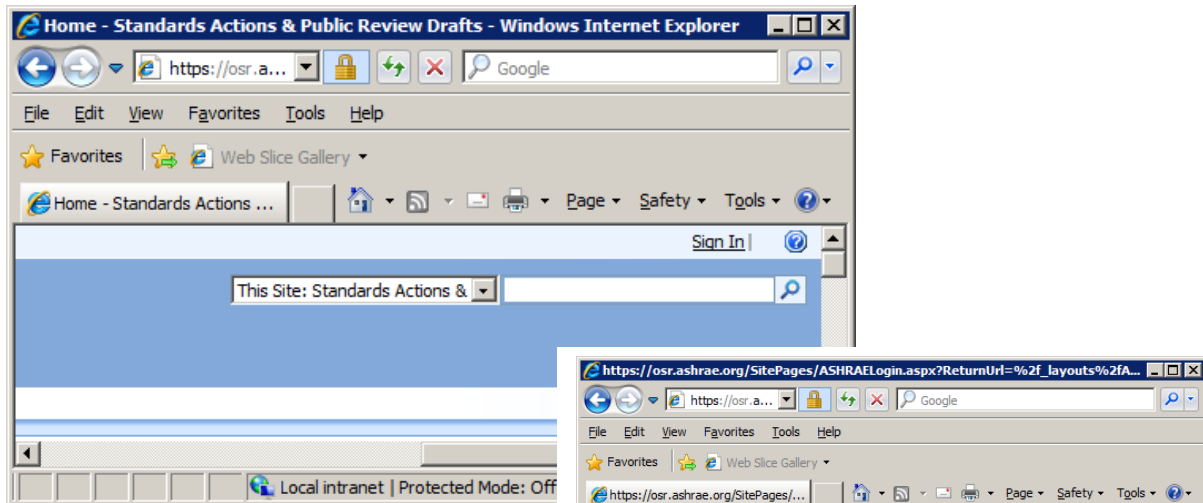 Home - Standards Actions & Public Review Drafts - Windows Internet Explorer
https://osr.a... Google
File Edit View Favorites Tools Help
Favorites Web Slice Gallery
Home - Standards Actions ... Page Safety Tools
Sign In |
This Site: Standards Actions &
Local intranet | Protected Mode: Off
https://osr.ashrae.org/SitePages/ASHRAELogin.aspx?ReturnUrl=%2f_layouts%2fA...
https://osr.a... Google
File Edit View Favorites Tools Help
Favorites Web Slice Gallery
https://osr.ashrae.org/SitePages/... Page Safety Tools